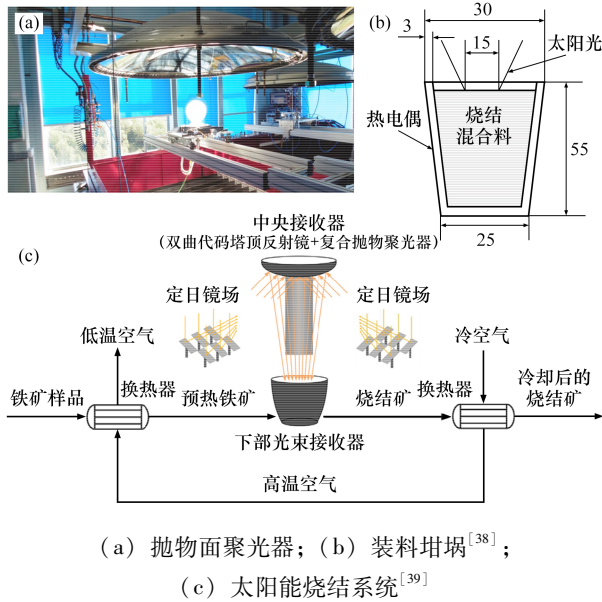 (a)
(b)
30
3
15
太阳光
烧结
混合料
热电偶
55
25
(c)
中央接收器
(双曲代码塔顶反射镜+复合抛物聚光器)
定日镜场
定日镜场
低温空气
冷空气
铁矿样品
换热器
预热铁矿
烧结矿
换热器
冷却后的
烧结矿
下部光束接收器
高温空气
(a) 抛物面聚光器；(b) 装料坩埚[38]；
(c) 太阳能烧结系统[39]